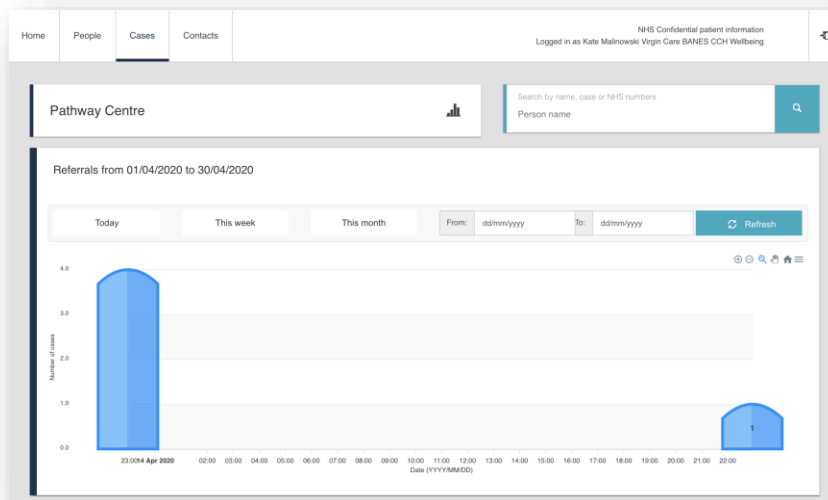 NHS Confidential patient information
Home People Cases Contacts
Logged in as Kate Malinowski Virgin Care BANES CCH Wellbeing
Pathway Centre
Search by name, case or NHS numbers
Person name
Referrals from 01/04/2020 to 30/04/2020
Today This week This month From: dd/mm/yyyy To: dd/mm/yyyy Refresh
4.0
3.0
2.0
1.0
0.0
Number of cases
1
23:00 14 Apr 2020 02:00 03:00 04:00 05:00 06:00 07:00 08:00 09:00 10:00 11:00 12:00 13:00 14:00 15:00 16:00 17:00 18:00 19:00 20:00 21:00 22:00
Date (YYYY/MM/DD)